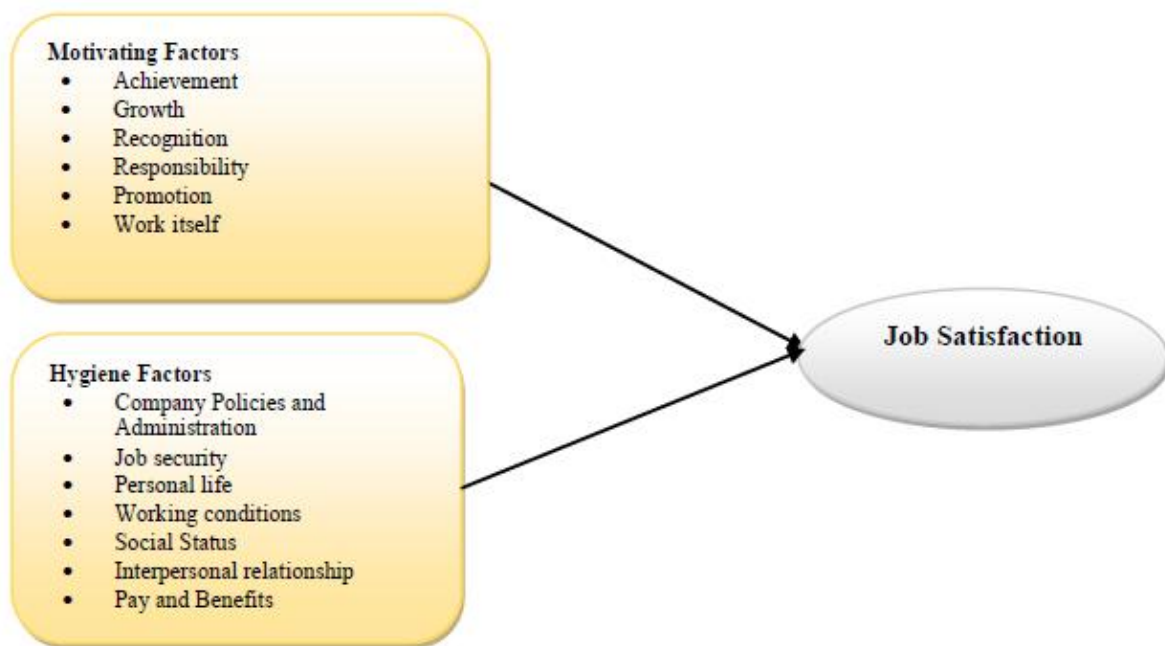 Motivating Factors
• Achievement
• Growth
• Recognition
• Responsibility
• Promotion
• Work itself
Job Satisfaction
Hygiene Factors
• Company Policies and
Administration
• Job security
• Personal life
• Working conditions
• Social Status
• Interpersonal relationship
• Pay and Benefits